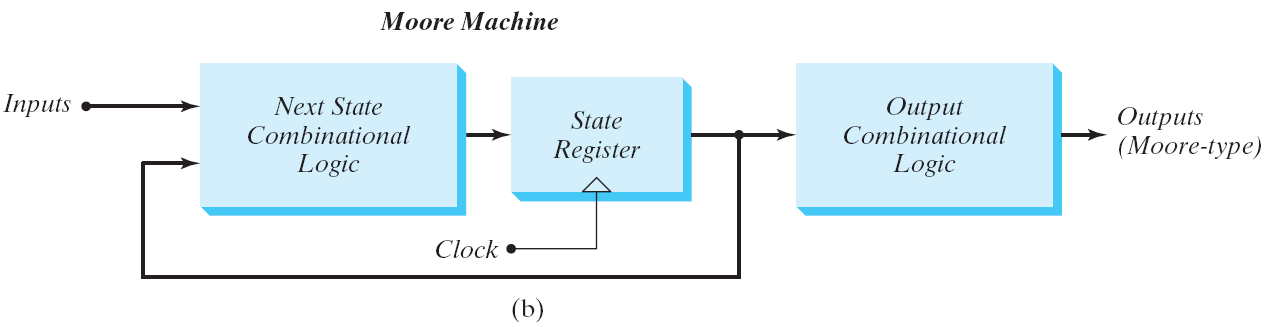 Moore Machine
Inputs
Next State
Combinational
Logic
State
Register
Output
Combinational
Logic
Outputs
(Moore-type)
Clock
(b)